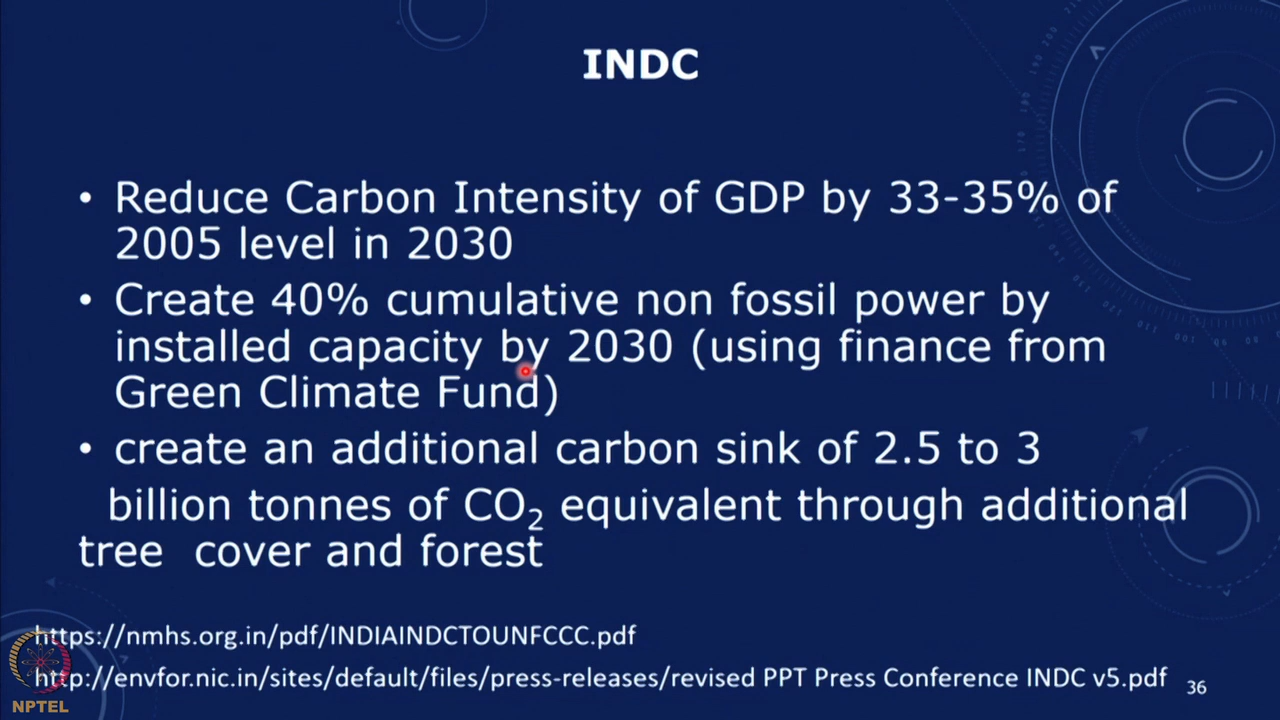 INDC
• Reduce Carbon Intensity of GDP by 33-35% of
2005 level in 2030
• Create 40% cumulative non fossil power by
installed capacity by 2030 (using finance from
Green Climate Fund)
• create an additional carbon sink of 2.5 to 3
billion tonnes of CO₂ equivalent through additional
tree cover and forest
https://nmhs.org.in/pdf/INDIAINDCTOUNFCCC.pdf
http://envfor.nic.in/sites/default/files/press-releases/revised PPT Press Conference INDC v5.pdf
36
NPTEL